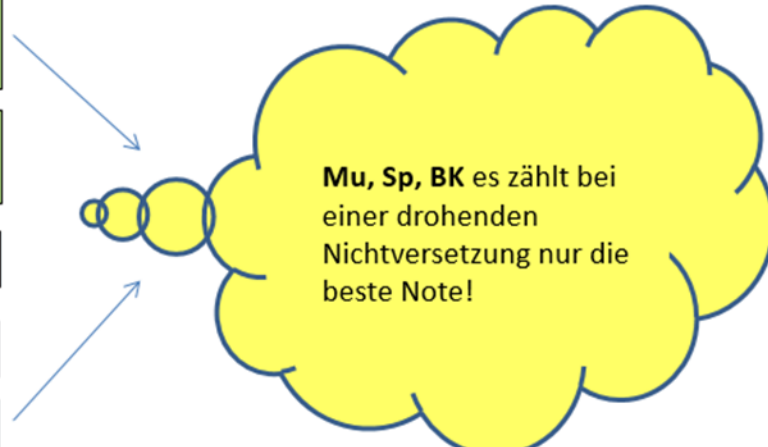 Mu, Sp, BK es zählt bei
einer drohenden
Nichtversetzung nur die
beste Note!